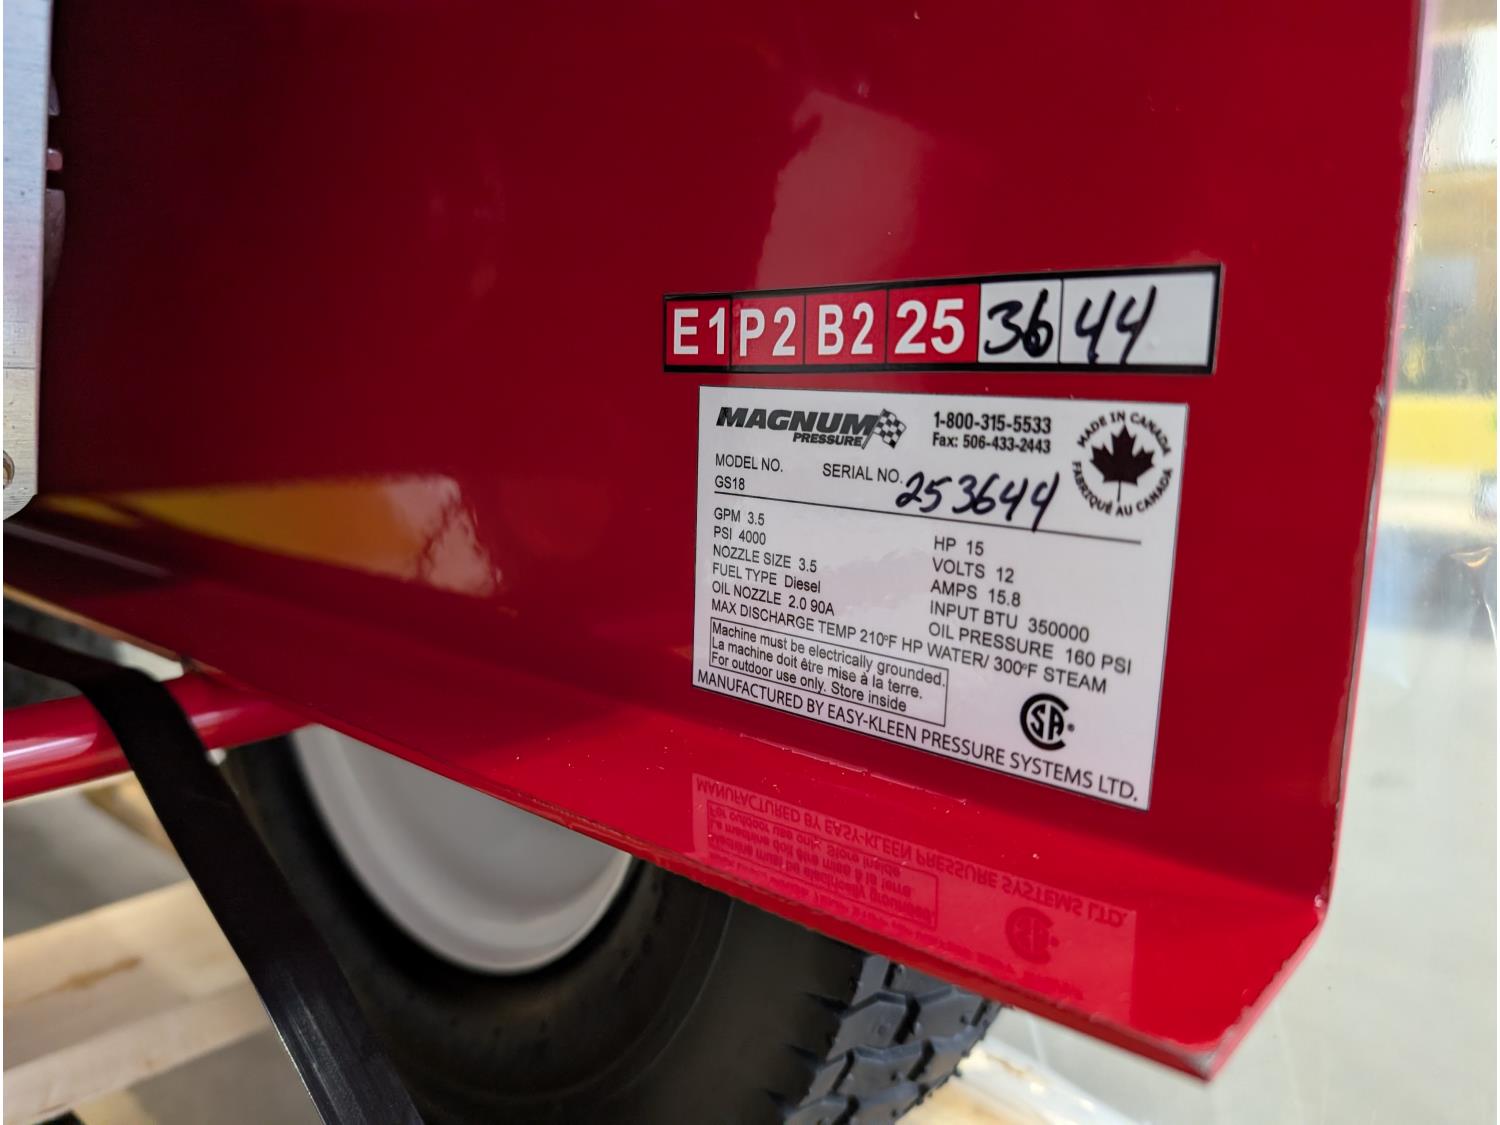 E1 P2 B2 25 36 44
MAGNUM PRESSURE
1-800-315-5533
Fax: 506-433-2443
MADE IN CANADA
FABRIQUÉ AU CANADA
MODEL NO. SERIAL NO. 253644
GS18
GPM 3.5 HP 15
PSI 4000 VOLTS 12
NOZZLE SIZE 3.5 AMPS 15.8
FUEL TYPE Diesel INPUT BTU 350000
OIL NOZZLE 2.0 90A OIL PRESSURE 160 PSI
MAX DISCHARGE TEMP 210°F HP WATER/ 300°F STEAM
Machine must be electrically grounded.
La machine doit être mise à la terre.
For outdoor use only. Store inside
SA
MANUFACTURED BY EASY-KLEEN PRESSURE SYSTEMS LTD.